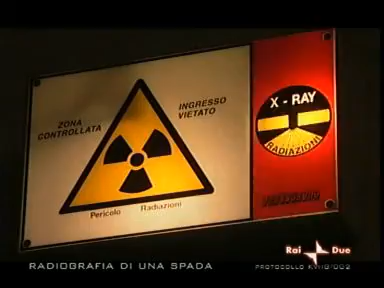 ZONA
CONTROLLATA
INGRESSO
VIETATO
Pericolo Radiazioni
X - RAY
RADIAZIONI
Rai Due
RADIOGRAFIA DI UNA SPADA